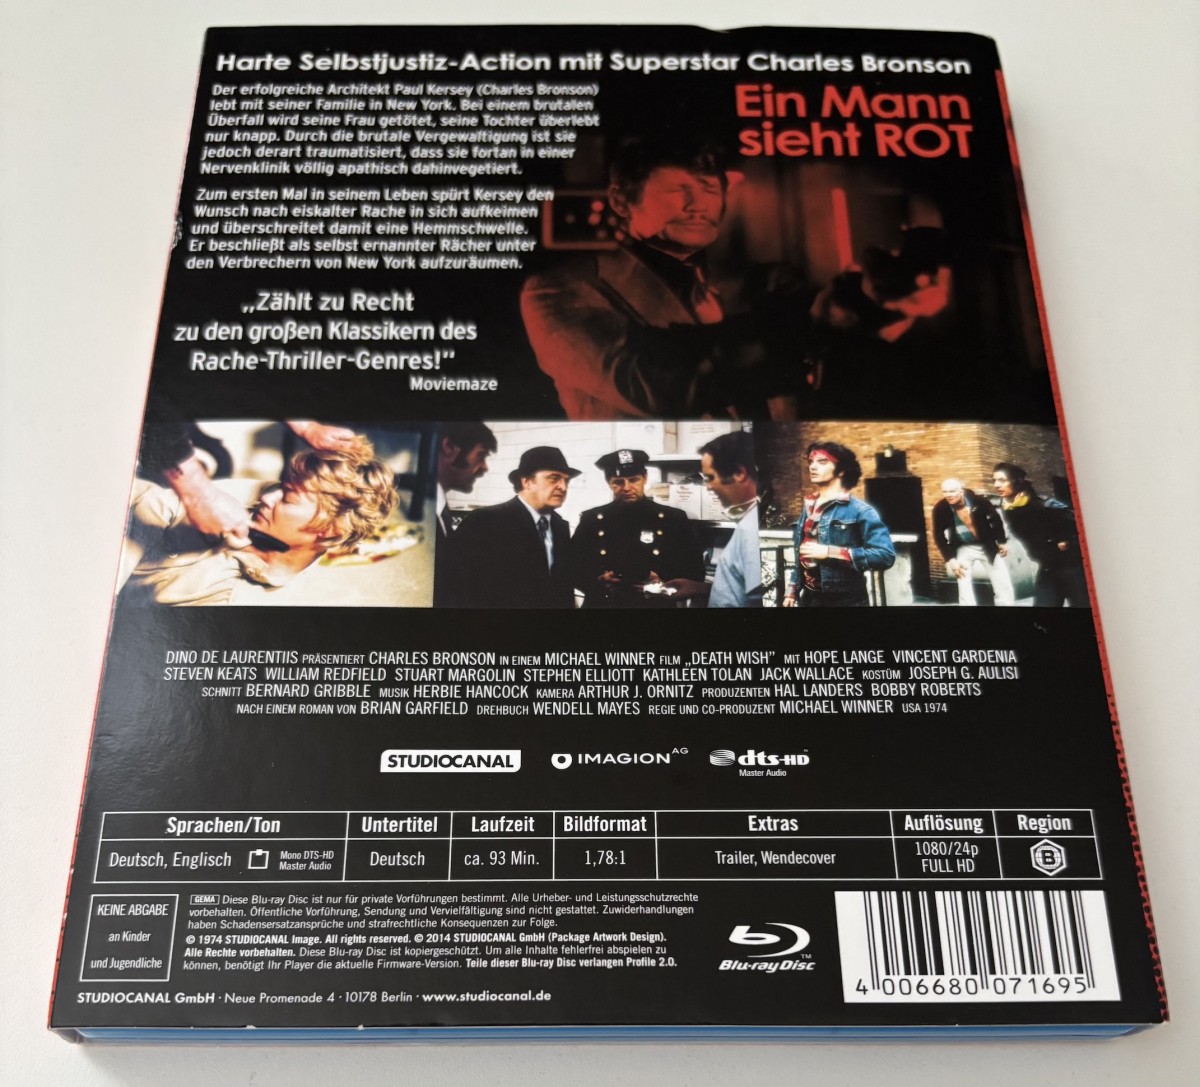 Harte Selbstjustiz-Action mit Superstar Charles Bronson
Ein Mann
sieht ROT
Der erfolgreiche Architekt Paul Kersey (Charles Bronson)
lebt mit seiner Familie in New York. Bei einem brutalen
Überfall wird seine Frau getötet, seine Tochter überlebt
nur knapp. Durch die brutale Vergewaltigung ist sie
jedoch derart traumatisiert, dass sie fortan in einer
Nervenklinik völlig apathisch dahinvegetiert.
Zum ersten Mal in seinem Leben spürt Kersey den
Wunsch nach eiskalter Rache in sich aufkeimen
und überschreitet damit eine Hemmschwelle.
Er beschließt als selbst ernannter Rächer unter
den Verbrechern von New York aufzuräumen.
„Zählt zu Recht
zu den großen Klassikern des
Rache-Thriller-Genres!"
Moviemaze
DINO DE LAURENTIIS PRÄSENTIERT CHARLES BRONSON IN EINEM MICHAEL WINNER FILM „DEATH WISH" MIT HOPE LANGE VINCENT GARDENIA
STEVEN KEATS WILLIAM REDFIELD STUART MARGOLIN STEPHEN ELLIOTT KATHLEEN TOLAN JACK WALLACE KOSTÜM JOSEPH G. AULISI
SCHNITT BERNARD GRIBBLE MUSIK HERBIE HANCOCK KAMERA ARTHUR J. ORNITZ PRODUZENTEN HAL LANDERS BOBBY ROBERTS
NACH EINEM ROMAN VON BRIAN GARFIELD DREHBUCH WENDELL MAYES REGIE UND CO-PRODUZENT MICHAEL WINNER USA 1974
STUDIOCANAL IMAGION AG dts-HD
Master Audio
Sprachen/Ton Untertitel Laufzeit Bildformat Extras Auflösung Region
Deutsch, Englisch Mono DTS-HD Master Audio Deutsch ca. 93 Min. 1,78:1 Trailer, Wendecover 1080/24p FULL HD B
KEINE ABGABE
an Kinder
und Jugendliche
GEMA Diese Blu-ray Disc ist nur für private Vorführungen bestimmt. Alle Urheber- und Leistungsschutzrechte
vorbehalten. Öffentliche Vorführung, Sendung und Vervielfältigung sind nicht gestattet. Zuwiderhandlungen
haben Schadensersatzansprüche und strafrechtliche Konsequenzen zur Folge.
© 1974 STUDIOCANAL Image. All rights reserved. © 2014 STUDIOCANAL GmbH (Package Artwork Design).
Alle Rechte vorbehalten. Diese Blu-ray Disc ist kopiergeschützt. Um alle Inhalte fehlerfrei abspielen zu
können, benötigt Ihr Player die aktuelle Firmware-Version. Teile dieser Blu-ray Disc verlangen Profile 2.0.
STUDIOCANAL GmbH · Neue Promenade 4 · 10178 Berlin · www.studiocanal.de
Blu-ray Disc TM
4 006680 071695